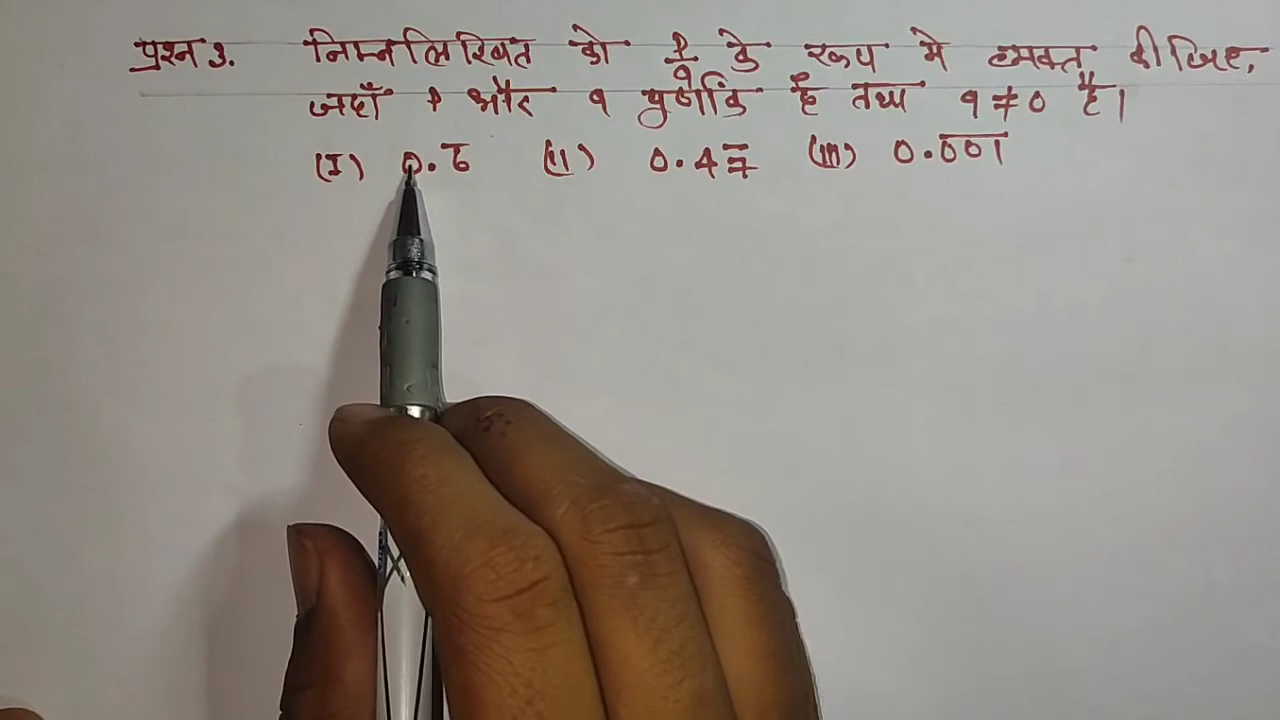 प्रश्न 3. निम्नलिखित को p/q के रूप मे व्यक्त कीजिए,
जहाँ p और q पुर्णांक है तथा q ≠ 0 है।
(I) 0.6̅ (II) 0.47̅ (III) 0.0̅0̅1̅